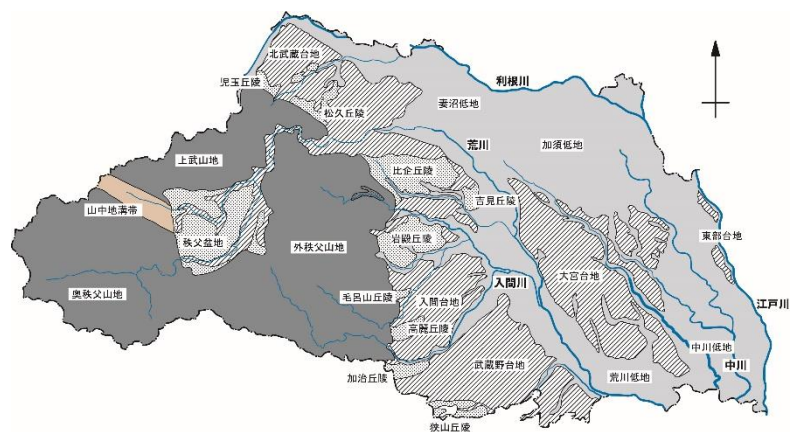 北武蔵台地
児玉丘陵
利根川
松久丘陵
妻沼低地
荒川
加須低地
上武山地
比企丘陵
吉見丘陵
山中地溝帯
秩父盆地
外秩父山地
岩殿丘陵
東部台地
大宮台地
入間川
奥秩父山地
毛呂山丘陵
入間台地
江戸川
高麗丘陵
武蔵野台地
中川低地
中川
加治丘陵
荒川低地
狭山丘陵